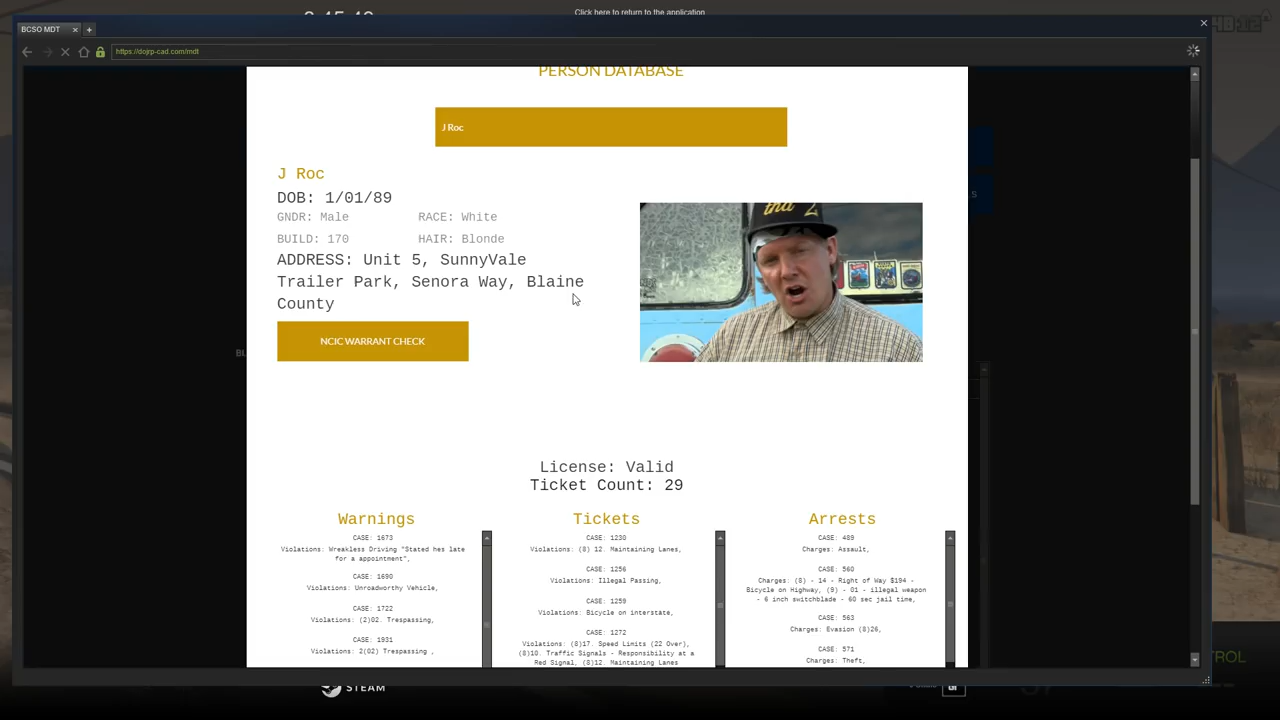 Click here to return to the application
BCSO MDT
https://dojrp-cad.com/mdt
PERSON DATABASE
J Roc
J Roc
DOB: 1/01/89
GNDR: Male RACE: White
BUILD: 170 HAIR: Blonde
ADDRESS: Unit 5, SunnyVale
Trailer Park, Senora Way, Blaine
County
NCIC WARRANT CHECK
tha 2
License: Valid
Ticket Count: 29
Warnings
CASE: 1673
Violations: Wreakless Driving "Stated hes late
for a appointment",
CASE: 1690
Violations: Unroadworthy Vehicle,
CASE: 1722
Violations: (2)02. Trespassing,
CASE: 1931
Violations: 2(02) Trespassing ,
Tickets
CASE: 1230
Violations: (8) 12. Maintaining Lanes,
CASE: 1256
Violations: Illegal Passing,
CASE: 1259
Violations: Bicycle on interstate,
CASE: 1272
Violations: (8)17. Speed Limits (22 Over),
(8)10. Traffic Signals - Responsibility at a
Red Signal, (8)12. Maintaining Lanes
Arrests
CASE: 489
Charges: Assault,
CASE: 560
Charges: (8) - 14 - Right of Way $194 -
Bicycle on Highway, (9) - 01 - illegal weapon
- 6 inch switchblade - 60 sec jail time,
CASE: 563
Charges: Evasion (8)26,
CASE: 571
Charges: Theft,
STEAM